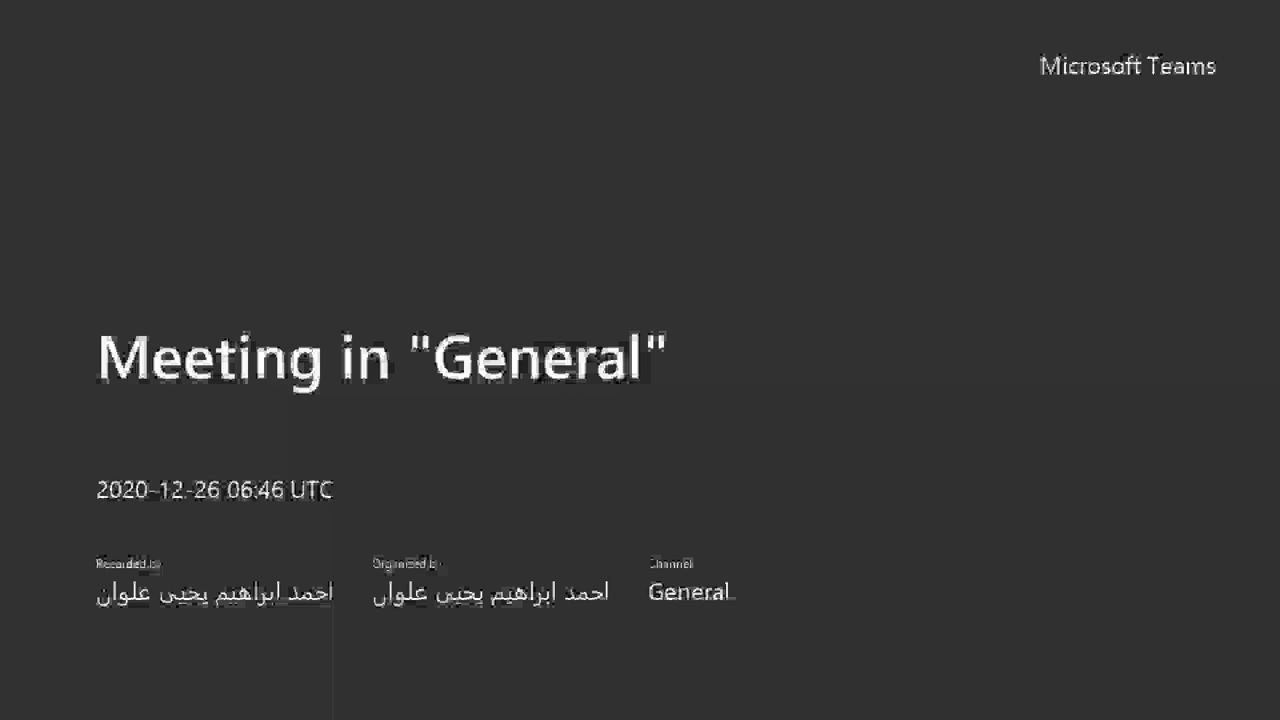 Microsoft Teams
Meeting in "General"
2020-12-26 06:46 UTC
Recorded by
احمد ابراهيم يحيى علوان
Organized by
احمد ابراهيم يحيى علوان
Channel
General